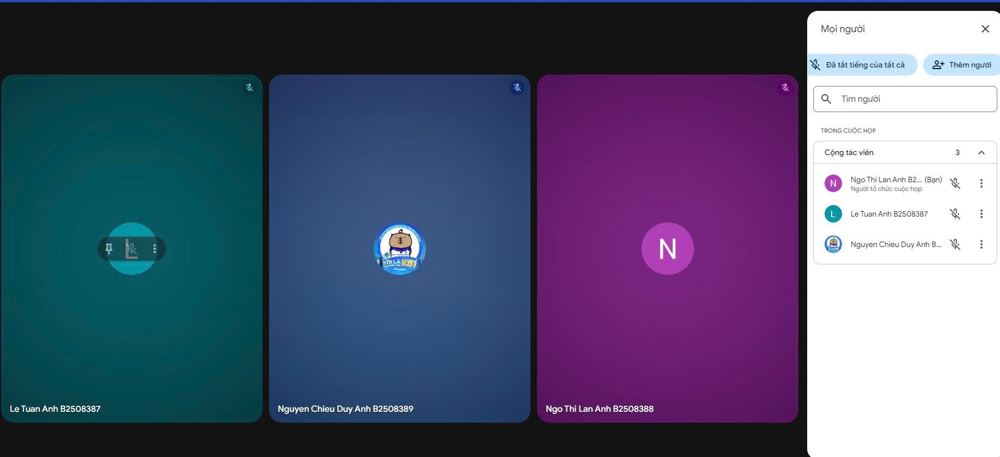 Mọi người
Đã tắt tiếng của tất cả
Thêm người
Tìm người
TRONG CUỘC HỌP
Cộng tác viên 3
Ngo Thi Lan Anh B2... (Bạn)
Người tổ chức cuộc họp
Le Tuan Anh B2508387
Nguyen Chieu Duy Anh B...
L
TÔI LÀ K51
N
Le Tuan Anh B2508387
Nguyen Chieu Duy Anh B2508389
Ngo Thi Lan Anh B2508388
N
L